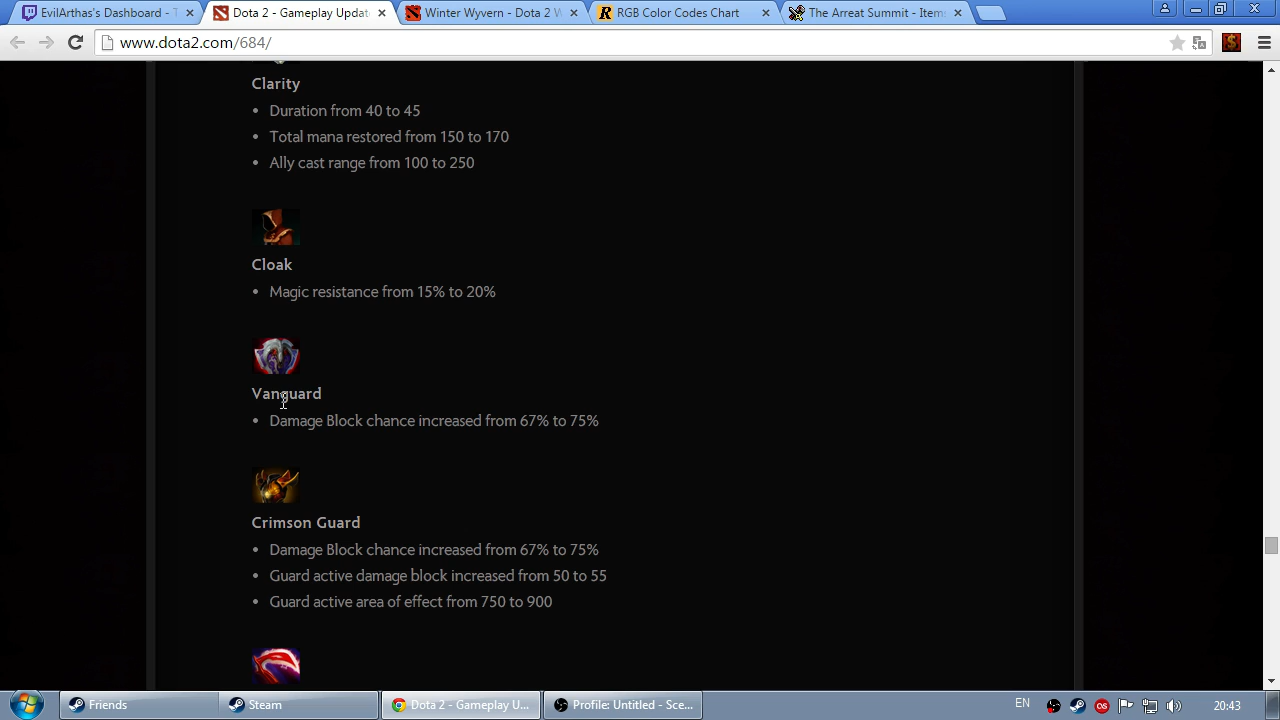 EvilArthas's Dashboard - T
Dota 2 - Gameplay Updat
Winter Wyvern - Dota 2 W
RGB Color Codes Chart
The Arreat Summit - Items
www.dota2.com/684/
Clarity
• Duration from 40 to 45
• Total mana restored from 150 to 170
• Ally cast range from 100 to 250
Cloak
• Magic resistance from 15% to 20%
Vanguard
• Damage Block chance increased from 67% to 75%
Crimson Guard
• Damage Block chance increased from 67% to 75%
• Guard active damage block increased from 50 to 55
• Guard active area of effect from 750 to 900
Friends
Steam
Dota 2 - Gameplay U...
Profile: Untitled - Sce...
EN
20:43